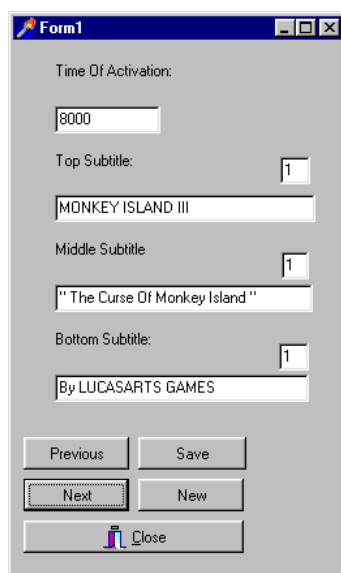 Form1
Time Of Activation:
8000
Top Subtitle:
1
MONKEY ISLAND III
Middle Subtitle
1
" The Curse Of Monkey Island "
Bottom Subtitle:
1
By LUCASARTS GAMES
Previous Save
Next New
Close